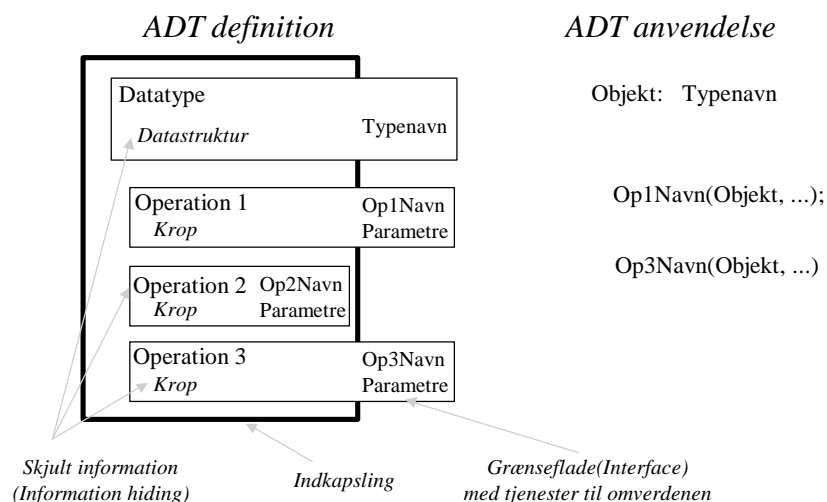 ADT definition
ADT anvendelse
Datatype
Datastruktur
Typenavn
Objekt: Typenavn
Operation 1
Op1Navn
Krop
Parametre
Op1Navn(Objekt, ...);
Operation 2
Op2Navn
Krop
Parametre
Op3Navn(Objekt, ...)
Operation 3
Op3Navn
Krop
Parametre
Skjult information
(Information hiding)
Indkapsling
Grænseflade(Interface)
med tjenester til omverdenen